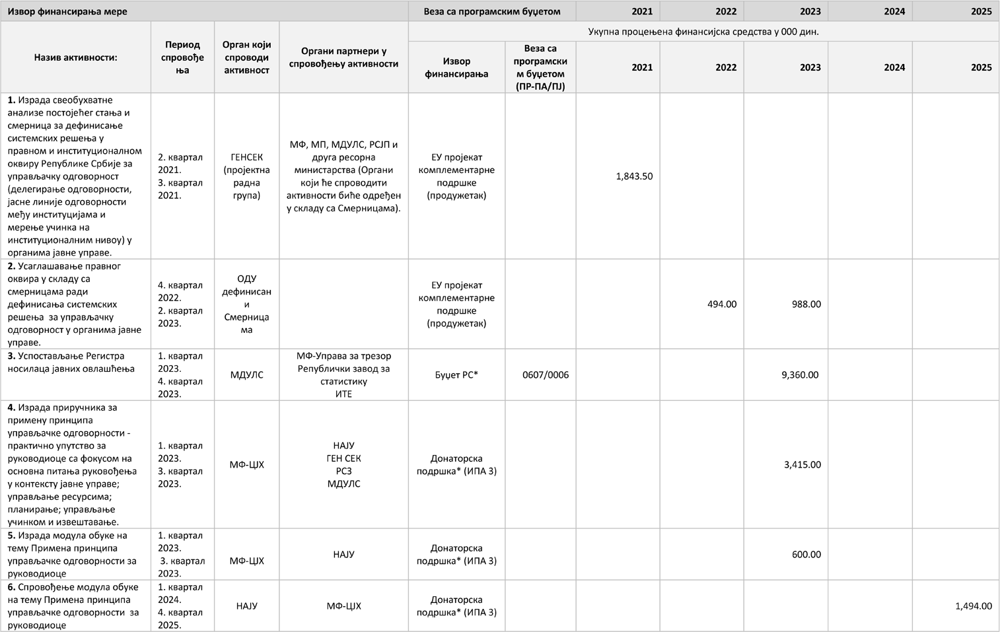 Извор финансирања мере
Веза са програмским буџетом
2021
2022
2023
2024
2025
Назив активности:
Период
спровође
ња
Орган који
спроводи
активност
Органи партнери у
спровођењу активности
Укупна процењена финансијска средства у 000 дин.
Извор
финансирања
Веза са
програмски
м буџетом
(ПР-ПА/ПЈ)
2021
2022
2023
2024
2025
1. Израда свеобухватне
анализе постојећег стања и
смерница за дефинисање
системских решења у
правном и институционалном
оквиру Републике Србије за
управљачку одговорност
(делегирање одговорности,
јасне линије одговорности
међу институцијама и
мерење учинка на
институционалним нивоу) у
органима јавне управе.
2. квартал
2021.
3. квартал
2021.
ГЕНСЕК
(пројектна
радна
група)
МФ, МП, МДУЛС, РСЈП и
друга ресорна
министарства (Органи
који ће спроводити
активности биће одређен
у складу са Смерницама).
ЕУ пројекат
комплементарне
подршке
(продужетак)
1,843.50
2. Усаглашавање правног
оквира у складу са
смерницама ради
дефинисања системских
решења за управљачку
одговорност у органима јавне
управе.
4. квартал
2022.
2. квартал
2023.
ОДУ
дефинисан
и
Смерница
ма
ЕУ пројекат
комплементарне
подршке
(продужетак)
494.00
988.00
3. Успостављање Регистра
носилаца јавних овлашћења
1. квартал
2023.
4. квартал
2023.
МДУЛС
МФ-Управа за трезор
Републички завод за
статистику
ИТЕ
Буџет РС*
0607/0006
9,360.00
4. Израда приручника за
примену принципа
управљачке одговорности -
практично упутство за
руководиоце са фокусом на
основна питања руковођења
у контексту јавне управе;
управљање ресурсима;
планирање; управљање
учинком и извештавање.
1. квартал
2023.
3. квартал
2023.
МФ-ЦЈХ
НАЈУ
ГЕН СЕК
РСЗ
МДУЛС
Донаторска
подршка* (ИПА 3)
3,415.00
5. Израда модула обуке на
тему Примена принципа
управљачке одговорности за
руководиоце
1. квартал
2023.
3. квартал
2023.
МФ-ЦЈХ
НАЈУ
Донаторска
подршка* (ИПА 3)
600.00
6. Спровођење модула обуке
на тему Примена принципа
управљачке одговорности за
руководиоце
1. квартал
2024.
4. квартал
2025.
НАЈУ
МФ-ЦЈХ
Донаторска
подршка* (ИПА 3)
1,494.00